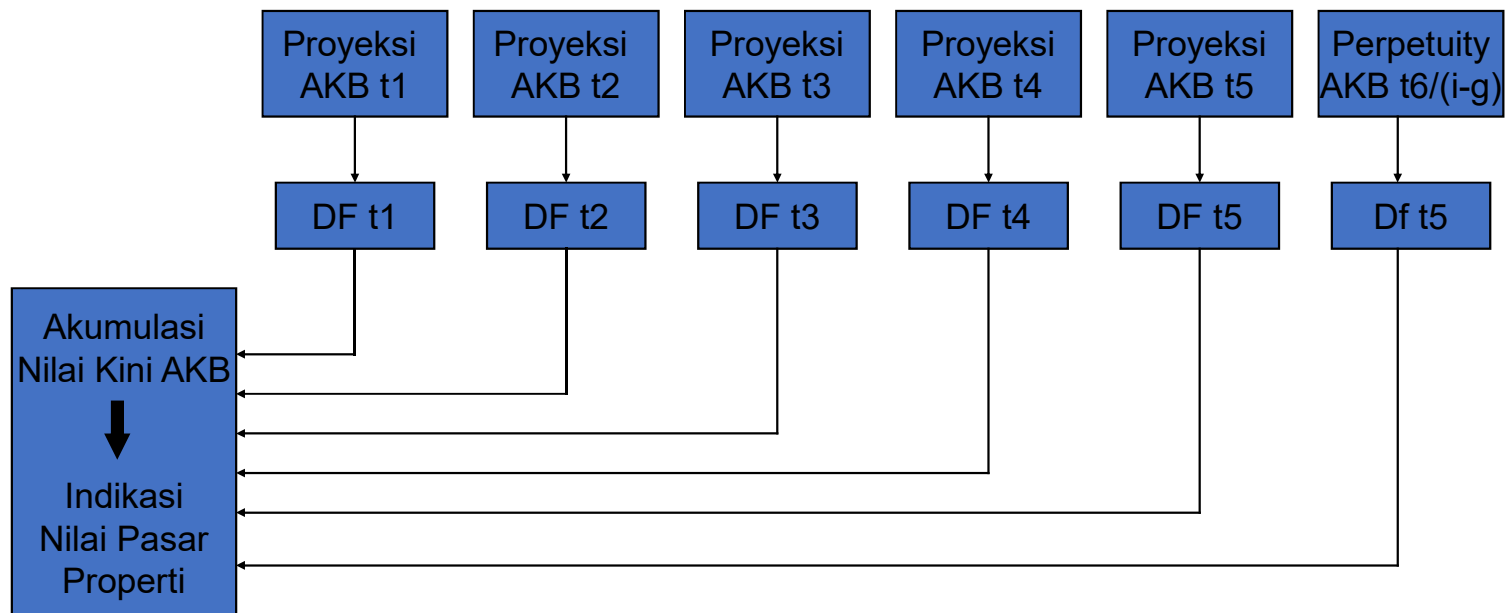 Proyeksi
AKB t1
Proyeksi
AKB t2
Proyeksi
AKB t3
Proyeksi
AKB t4
Proyeksi
AKB t5
Perpetuity
AKB t6/(i-g)
DF t1
DF t2
DF t3
DF t4
DF t5
Df t5
Akumulasi
Nilai Kini AKB
Indikasi
Nilai Pasar
Properti